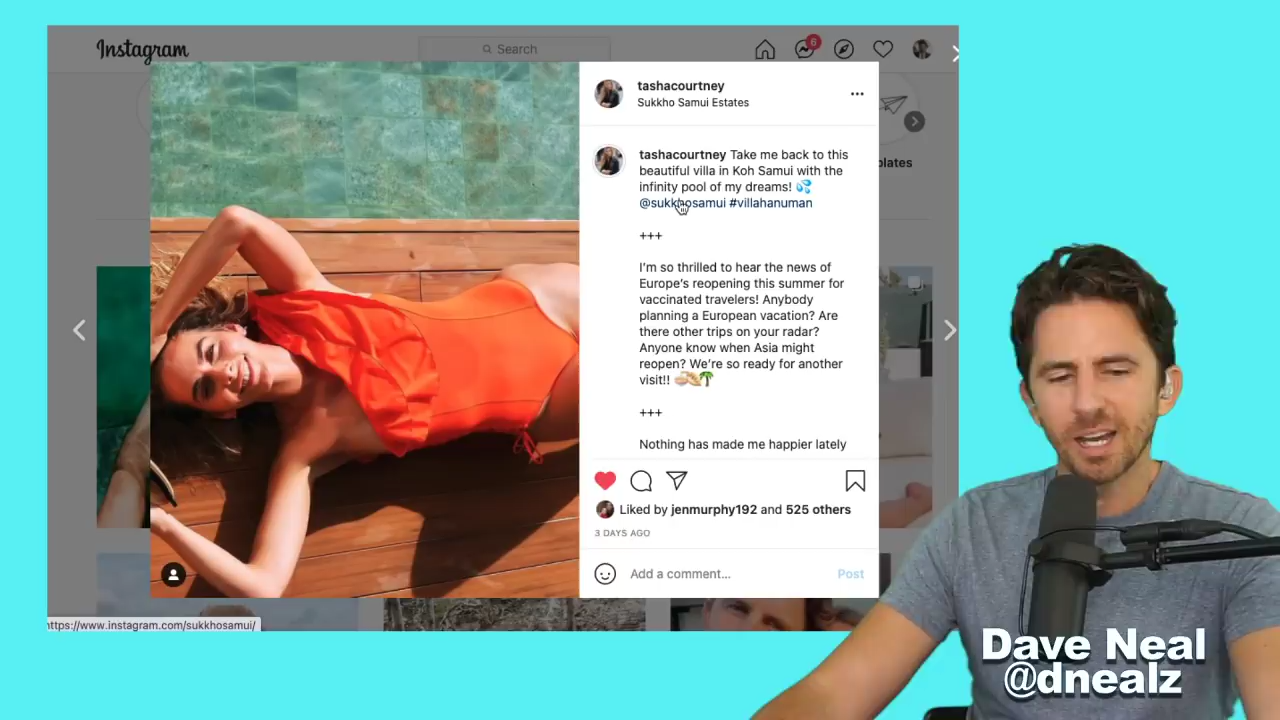 Instagram
Search
6
tashacourtney
Sukkho Samui Estates
plates
tashacourtney Take me back to this
beautiful villa in Koh Samui with the
infinity pool of my dreams! 💦
@sukkhosamui #villahanuman
+++
I'm so thrilled to hear the news of
Europe's reopening this summer for
vaccinated travelers! Anybody
planning a European vacation? Are
there other trips on your radar?
Anyone know when Asia might
reopen? We're so ready for another
visit!! 🍜🥠🌴
+++
Nothing has made me happier lately
Liked by jenmurphy192 and 525 others
3 DAYS AGO
Add a comment...
Post
https://www.instagram.com/sukkhosamui/
Dave Neal
@dnealz